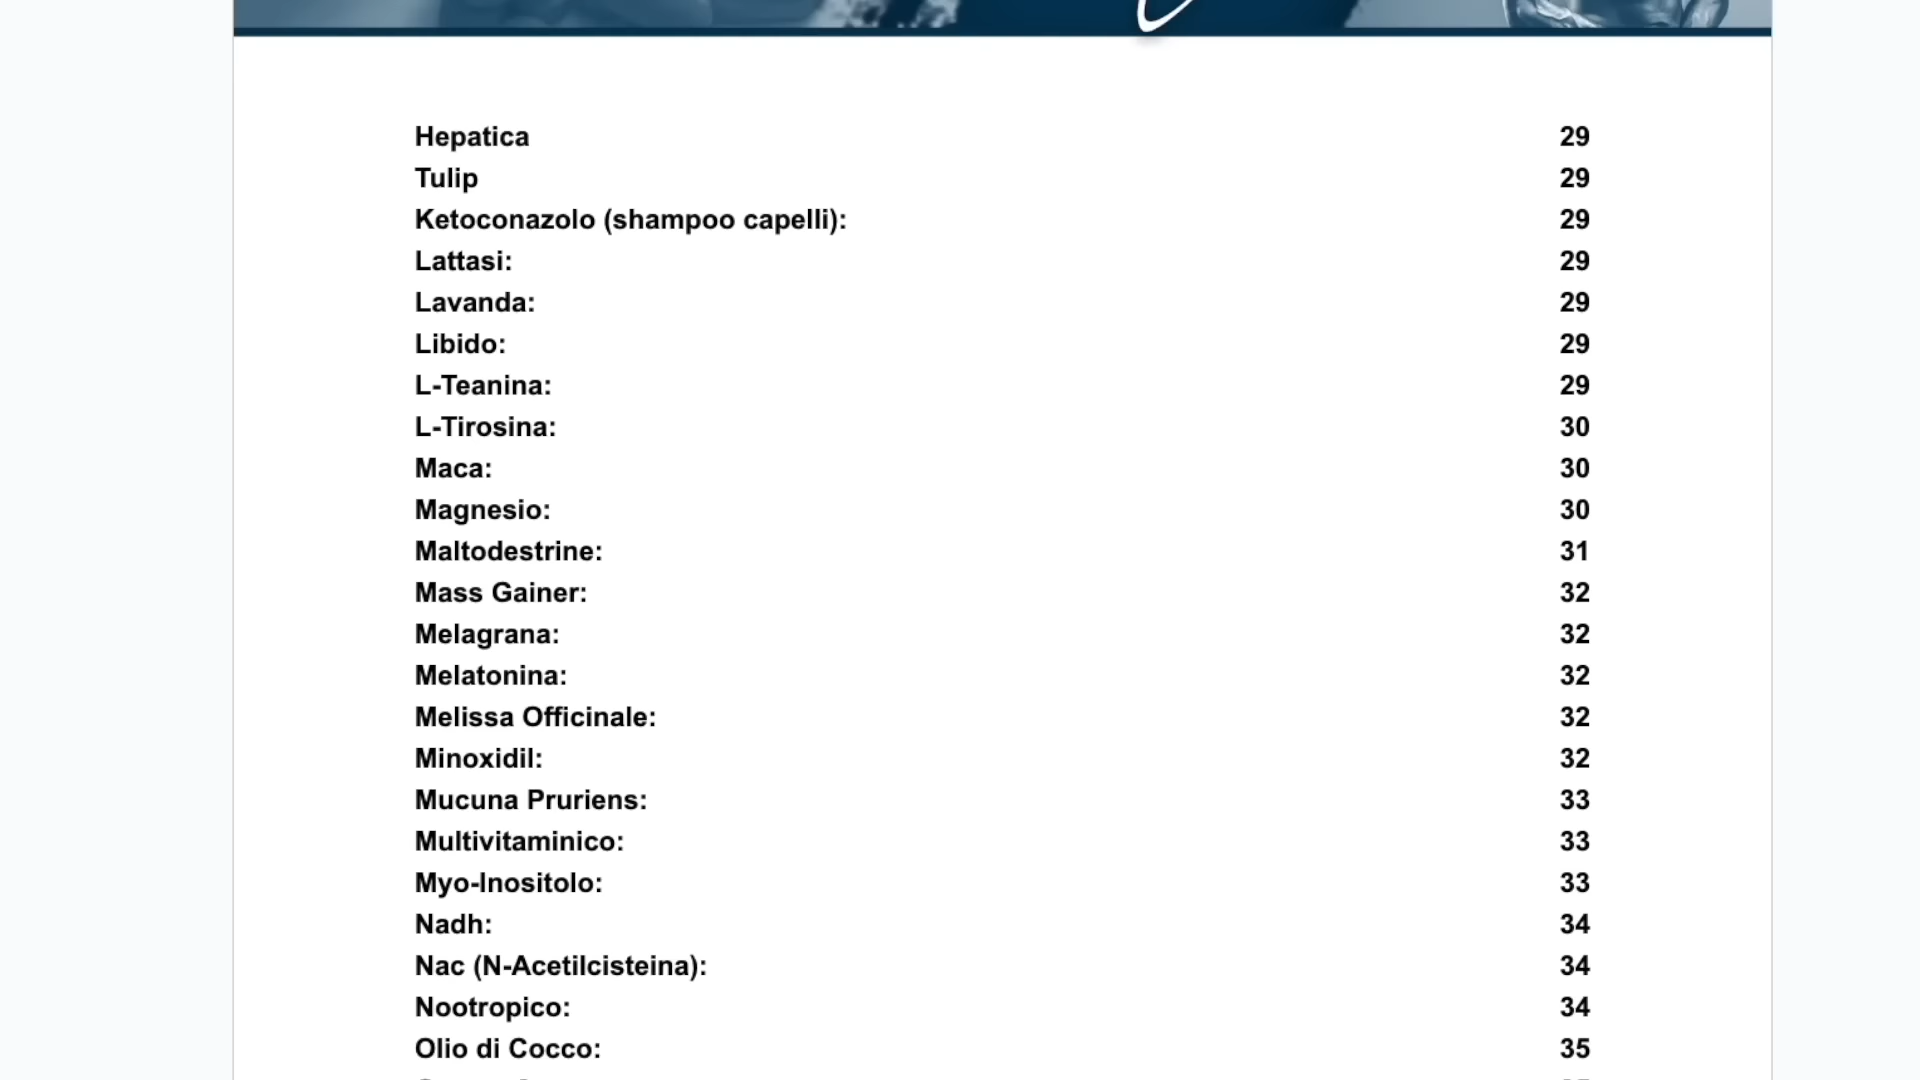 Hepatica 29
Tulip 29
Ketoconazolo (shampoo capelli): 29
Lattasi: 29
Lavanda: 29
Libido: 29
L-Teanina: 29
L-Tirosina: 30
Maca: 30
Magnesio: 30
Maltodestrine: 31
Mass Gainer: 32
Melagrana: 32
Melatonina: 32
Melissa Officinale: 32
Minoxidil: 32
Mucuna Pruriens: 33
Multivitaminico: 33
Myo-Inositolo: 33
Nadh: 34
Nac (N-Acetilcisteina): 34
Nootropico: 34
Olio di Cocco: 35